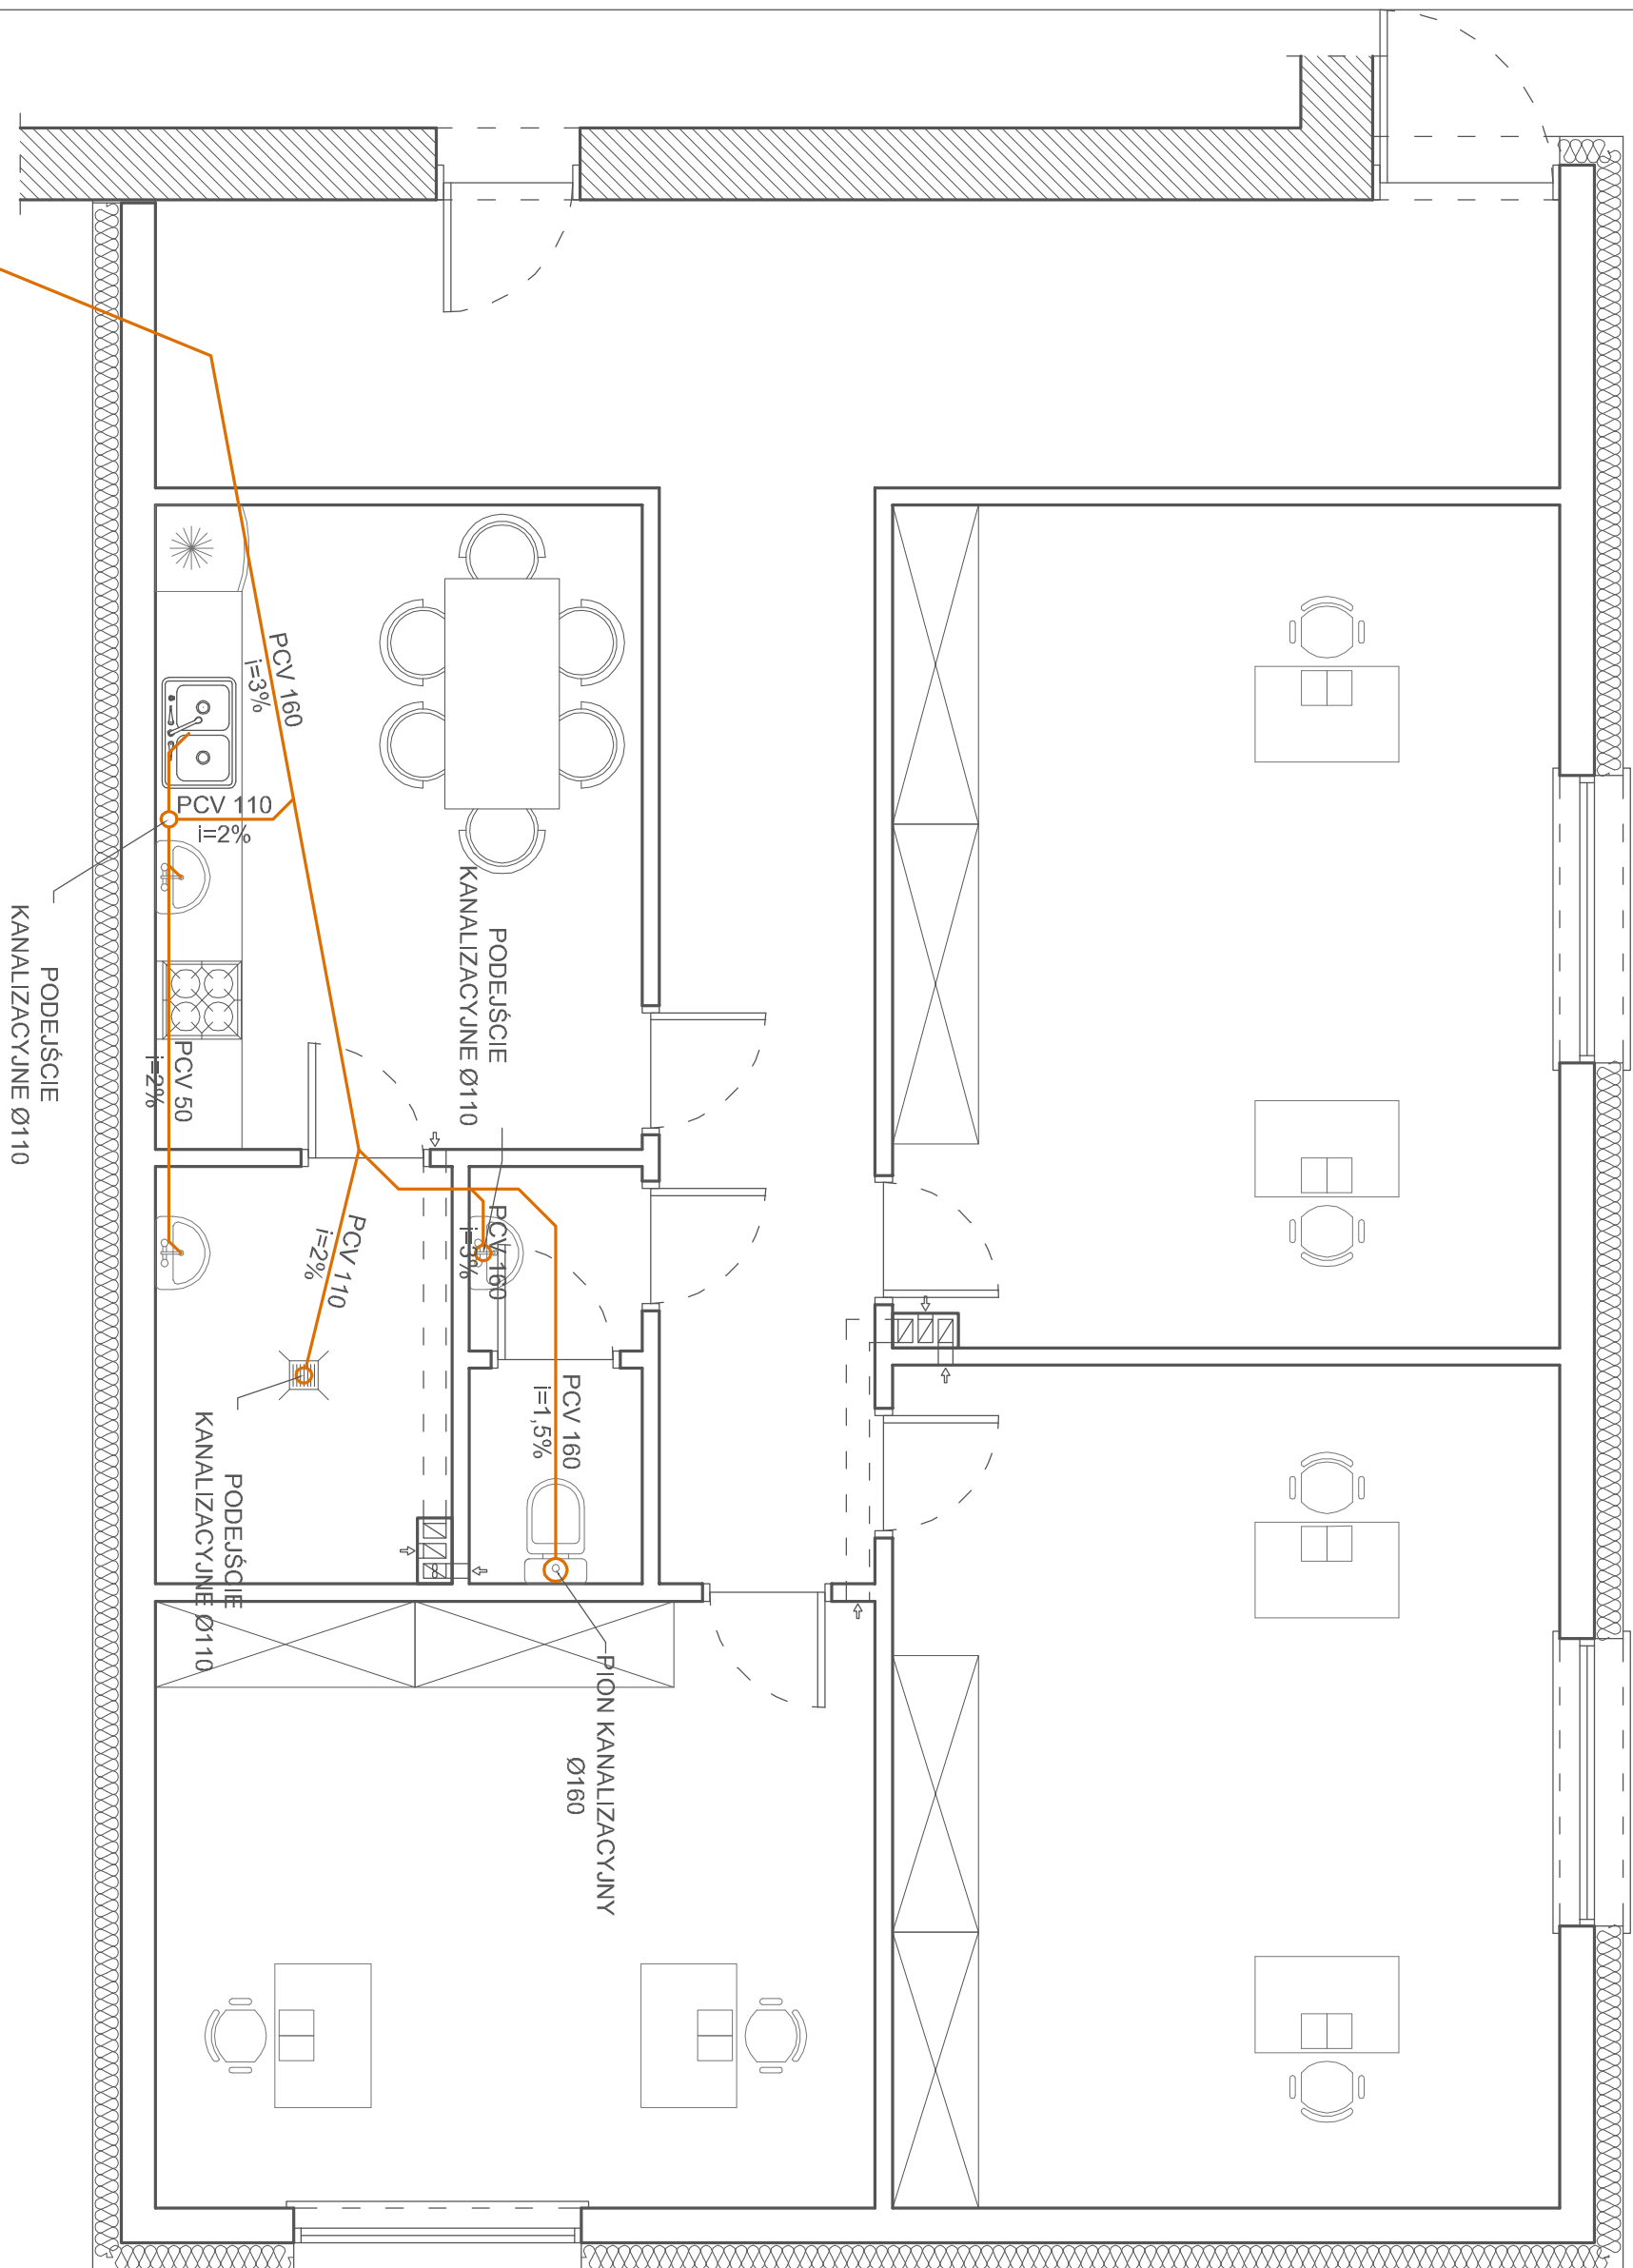 PCV 160
i=3%
PCV 110
i=2%
PODEJŚCIE
KANALIZACYJNE Ø110
PODEJŚCIE
KANALIZACYJNE Ø110
PCV 50
i=2%
PCV 160
i=3%
PCV 110
i=2%
PCV 160
i=1,5%
PODEJŚCIE
KANALIZACYJNE Ø110
PION KANALIZACYJNY
Ø160